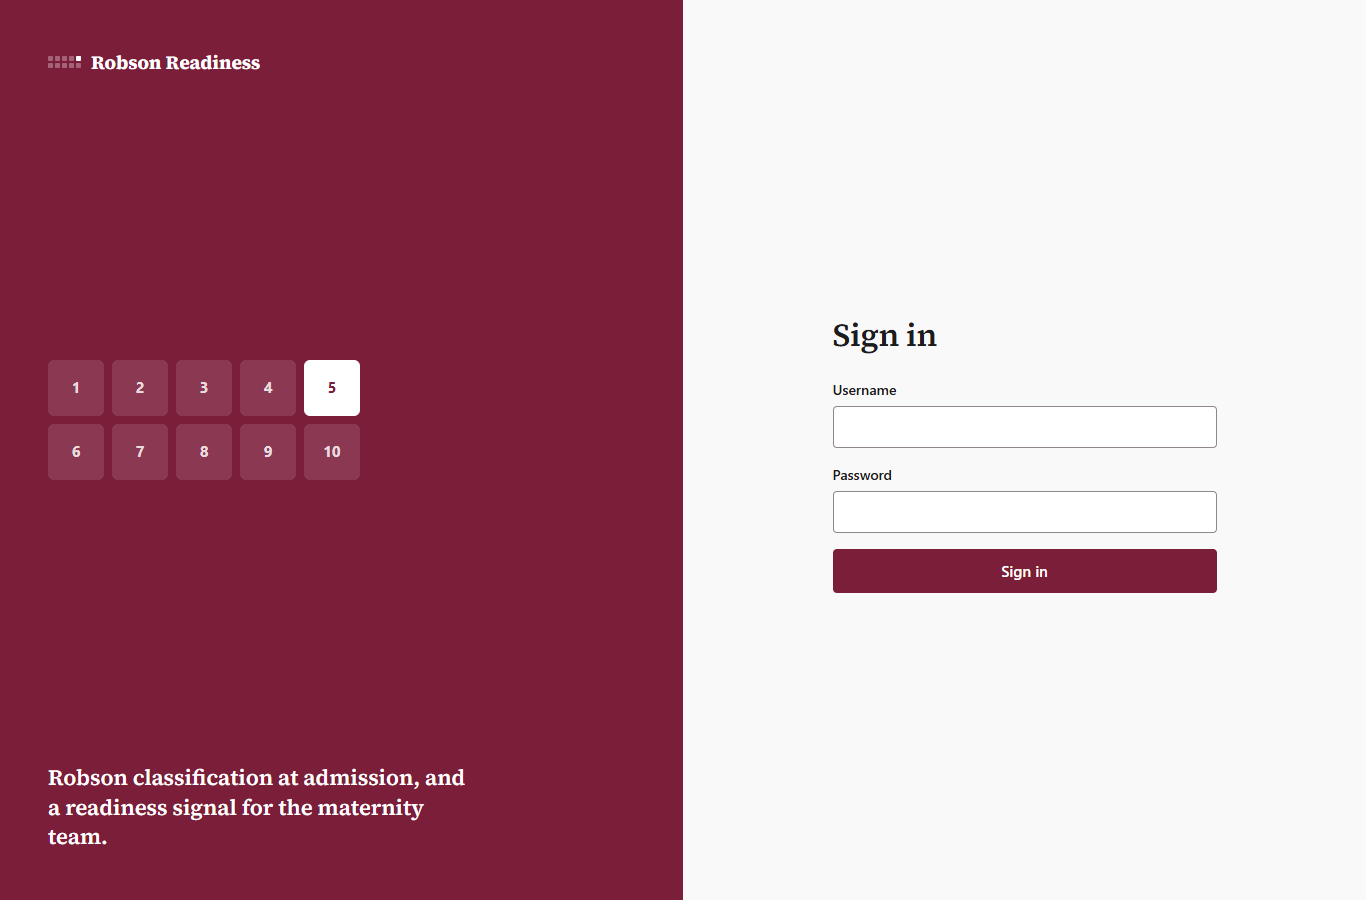 Robson Readiness
1 2 3 4 5
6 7 8 9 10
Robson classification at admission, and
a readiness signal for the maternity
team.
Sign in
Username
Password
Sign in